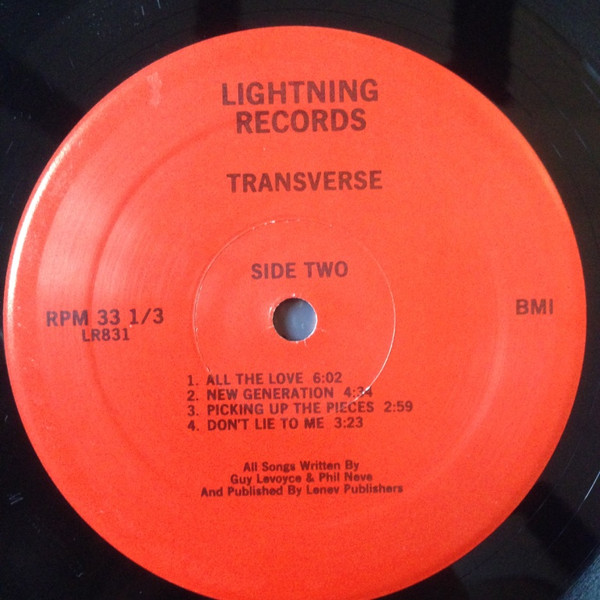 LIGHTNING
RECORDS
TRANSVERSE
SIDE TWO
RPM 33 1/3
LR831
BMI
1. ALL THE LOVE 6:02
2. NEW GENERATION 4:34
3. PICKING UP THE PIECES 2:59
4. DON'T LIE TO ME 3:23
All Songs Written By
Guy Levoyce & Phil Neve
And Published By Lenev Publishers